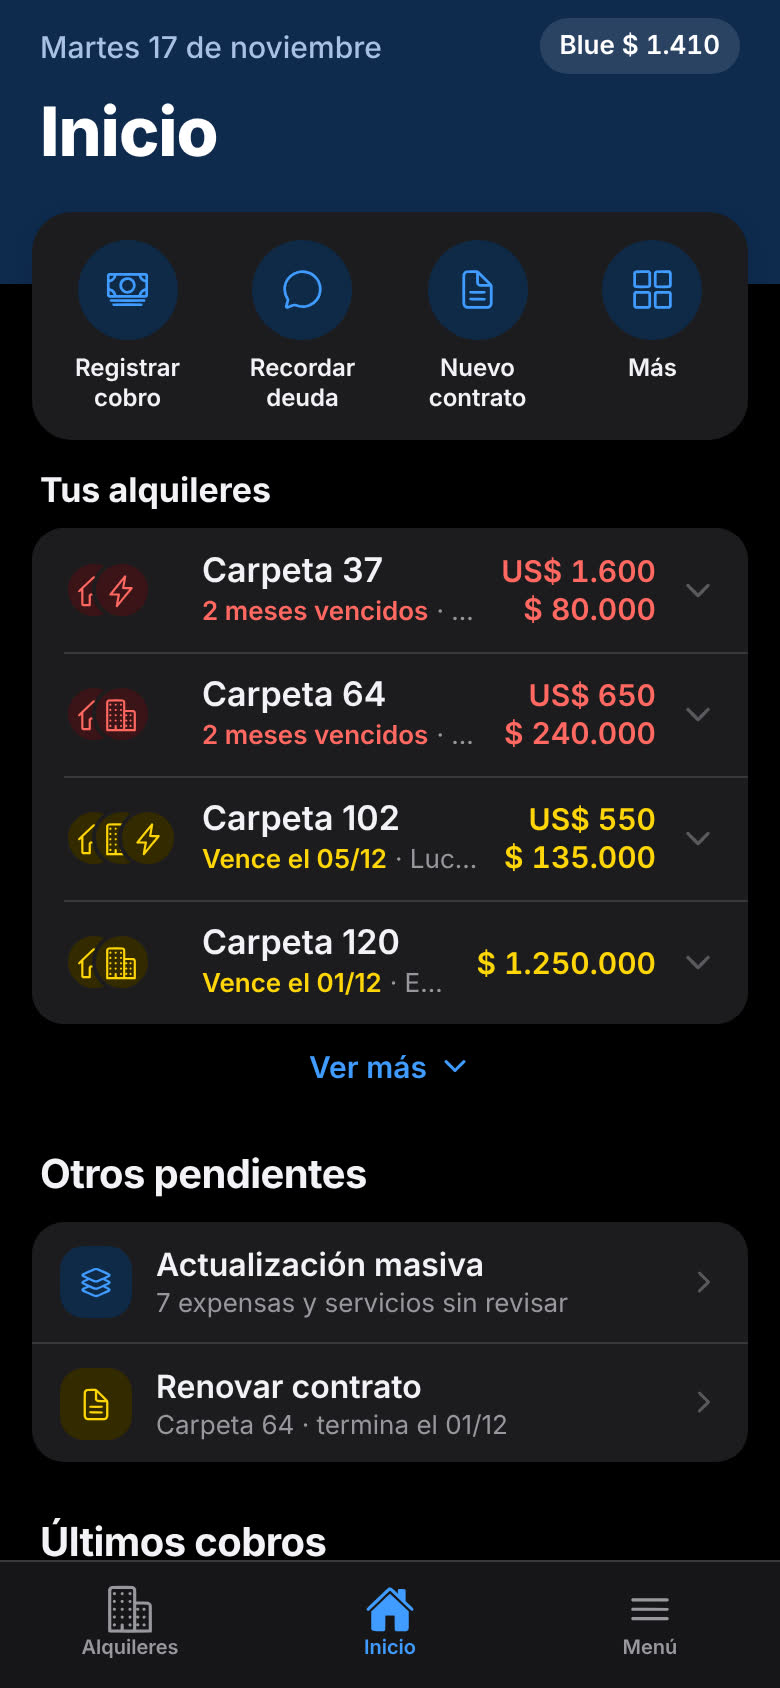 Martes 17 de noviembre
Blue $ 1.410
Inicio
Registrar cobro
Recordar deuda
Nuevo contrato
Más
Tus alquileres
Carpeta 37
US$ 1.600
2 meses vencidos · ...
$ 80.000
Carpeta 64
US$ 650
2 meses vencidos · ...
$ 240.000
Carpeta 102
US$ 550
Vence el 05/12 · Luc...
$ 135.000
Carpeta 120
$ 1.250.000
Vence el 01/12 · E...
Ver más
Otros pendientes
Actualización masiva
7 expensas y servicios sin revisar
Renovar contrato
Carpeta 64 · termina el 01/12
Últimos cobros
Alquileres
Inicio
Menú